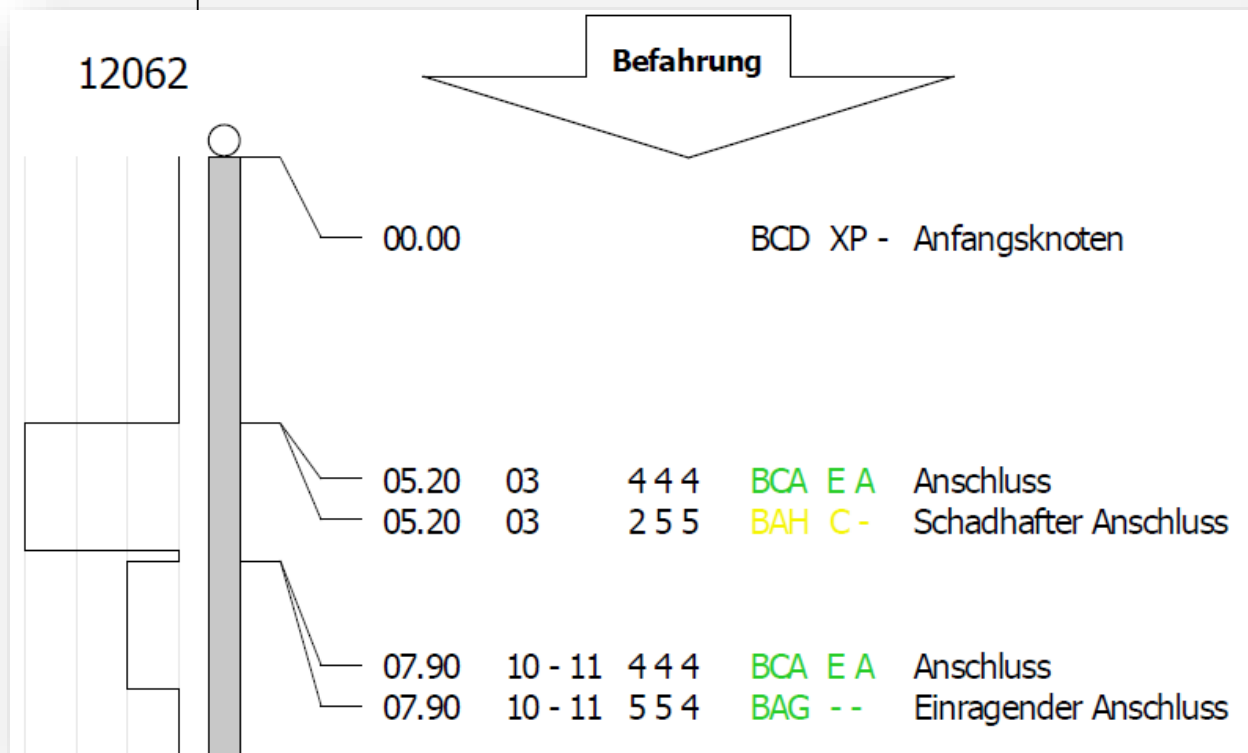 Befahrung
12062
00.00 BCD XP - Anfangsknoten
05.20 03 4 4 4 BCA E A Anschluss
05.20 03 2 5 5 BAH C - Schadhafter Anschluss
07.90 10 - 11 4 4 4 BCA E A Anschluss
07.90 10 - 11 5 5 4 BAG - - Einragender Anschluss